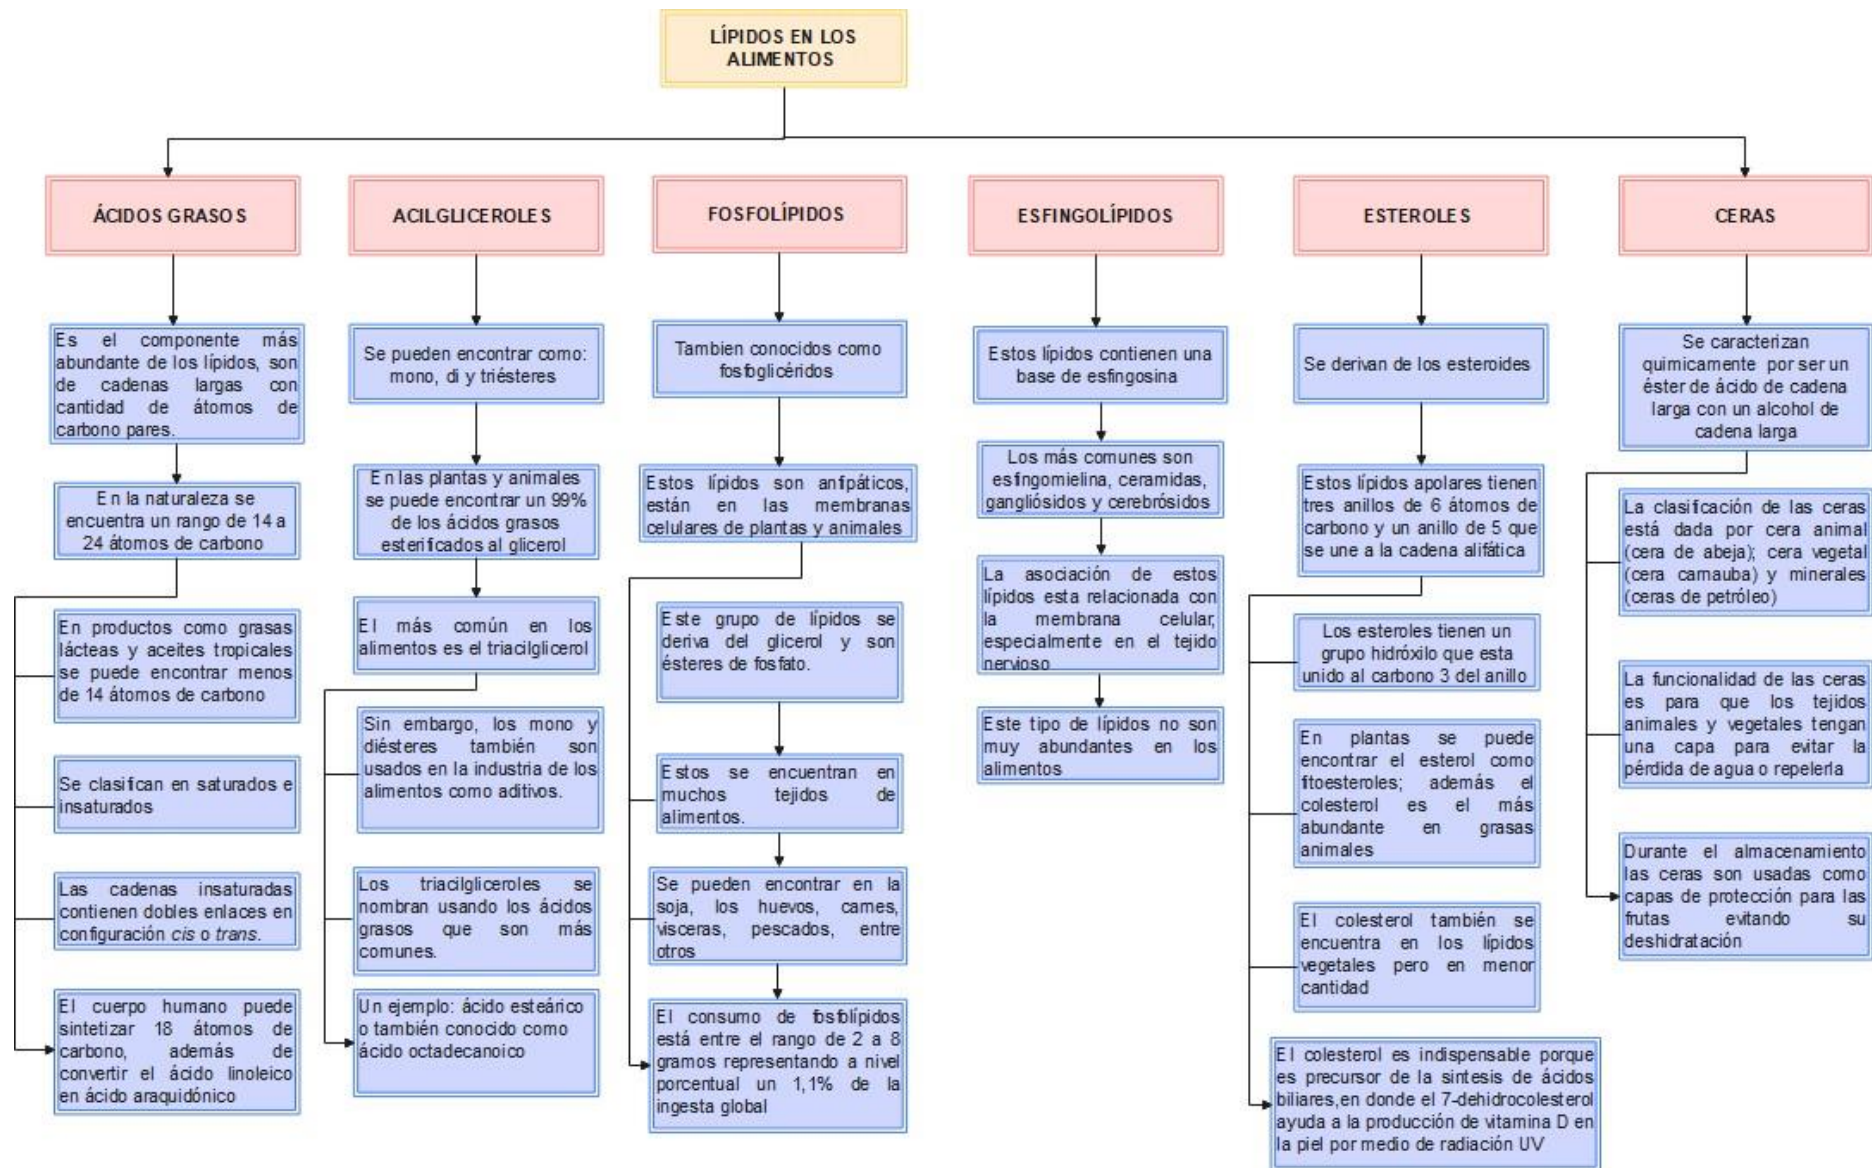 LÍPIDOS EN LOS
ALIMENTOS
ÁCIDOS GRASOS
Es el componente más
abundante de los lípidos, son
de cadenas largas con
cantidad de átomos de
carbono pares.
En la naturaleza se
encuentra un rango de 14 a
24 átomos de carbono
En productos como grasas
lácteas y aceites tropicales
se puede encontrar menos
de 14 átomos de carbono
Se clasifican en saturados e
insaturados
Las cadenas insaturadas
contienen dobles enlaces en
configuración cis o trans.
El cuerpo humano puede
sintetizar 18 átomos de
carbono, además de
convertir el ácido linoleico
en ácido araquidónico
ACILGLICEROLES
Se pueden encontrar como:
mono, di y triésteres
En las plantas y animales
se puede encontrar un 99%
de los ácidos grasos
esterificados al glicerol
El más común en los
alimentos es el triacilglicerol
Sin embargo, los mono y
diésteres también son
usados en la industria de los
alimentos como aditivos.
Los triacilgliceroles se
nombran usando los ácidos
grasos que son más
comunes.
Un ejemplo: ácido esteárico
o también conocido como
ácido octadecanoico
FOSFOLÍPIDOS
Tambien conocidos como
fosfoglicéridos
Estos lípidos son anfipáticos,
están en las membranas
celulares de plantas y animales
Este grupo de lípidos se
deriva del glicerol y son
ésteres de fosfato.
Estos se encuentran en
muchos tejidos de
alimentos.
Se pueden encontrar en la
soja, los huevos, carnes,
visceras, pescados, entre
otros
El consumo de fosfolípidos
está entre el rango de 2 a 8
gramos representando a nivel
porcentual un 1,1% de la
ingesta global
ESFINGOLÍPIDOS
Estos lípidos contienen una
base de esfingosina
Los más comunes son
esfingomielina, ceramidas,
gangliósidos y cerebrósidos
La asociación de estos
lípidos esta relacionada con
la membrana celular,
especialmente en el tejido
nervioso
Este tipo de lípidos no son
muy abundantes en los
alimentos
ESTEROLES
Se derivan de los esteroides
Estos lípidos apolares tienen
tres anillos de 6 átomos de
carbono y un anillo de 5 que
se une a la cadena alifática
Los esteroles tienen un
grupo hidróxilo que esta
unido al carbono 3 del anillo
En plantas se puede
encontrar el esterol como
fitoesteroles; además el
colesterol es el más
abundante en grasas
animales
El colesterol también se
encuentra en los lípidos
vegetales pero en menor
cantidad
El colesterol es indispensable porque
es precursor de la sintesis de ácidos
biliares,en donde el 7-dehidrocolesterol
ayuda a la producción de vitamina D en
la piel por medio de radiación UV
CERAS
Se caracterizan
quimicamente por ser un
éster de ácido de cadena
larga con un alcohol de
cadena larga
La clasificación de las ceras
está dada por cera animal
(cera de abeja); cera vegetal
(cera carnauba) y minerales
(ceras de petróleo)
La funcionalidad de las ceras
es para que los tejidos
animales y vegetales tengan
una capa para evitar la
pérdida de agua o repelerla
Durante el almacenamiento
las ceras son usadas como
capas de protección para las
frutas evitando su
deshidratación